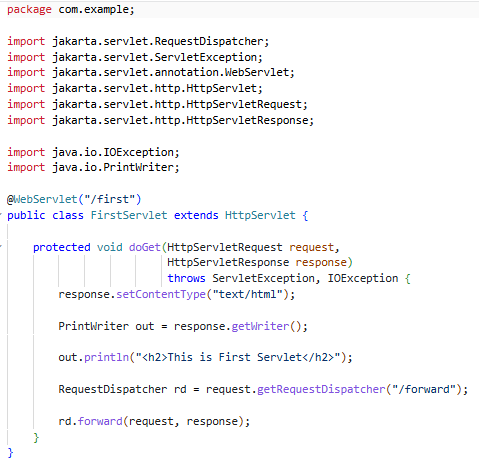 package com.example;
import jakarta.servlet.RequestDispatcher;
import jakarta.servlet.ServletException;
import jakarta.servlet.annotation.WebServlet;
import jakarta.servlet.http.HttpServlet;
import jakarta.servlet.http.HttpServletRequest;
import jakarta.servlet.http.HttpServletResponse;
import java.io.IOException;
import java.io.PrintWriter;
@WebServlet("/first")
public class FirstServlet extends HttpServlet {
protected void doGet(HttpServletRequest request,
HttpServletResponse response)
throws ServletException, IOException {
response.setContentType("text/html");
PrintWriter out = response.getWriter();
out.println("<h2>This is First Servlet</h2>");
RequestDispatcher rd = request.getRequestDispatcher("/forward");
rd.forward(request, response);
}
}